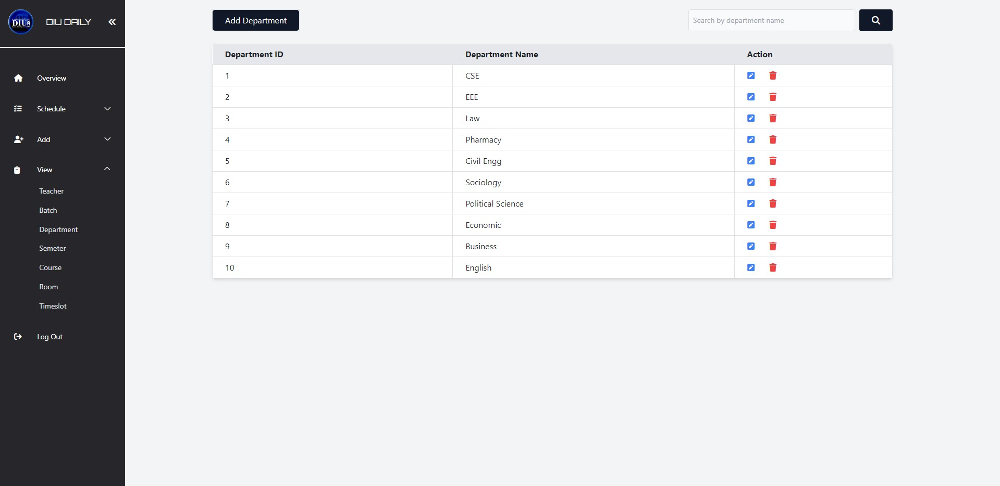 DIU
DIU DAILY
Overview
Schedule
Add
View
Teacher
Batch
Department
Semeter
Course
Room
Timeslot
Log Out
Add Department
Search by department name
Department ID Department Name Action
1 CSE
2 EEE
3 Law
4 Pharmacy
5 Civil Engg
6 Sociology
7 Political Science
8 Economic
9 Business
10 English